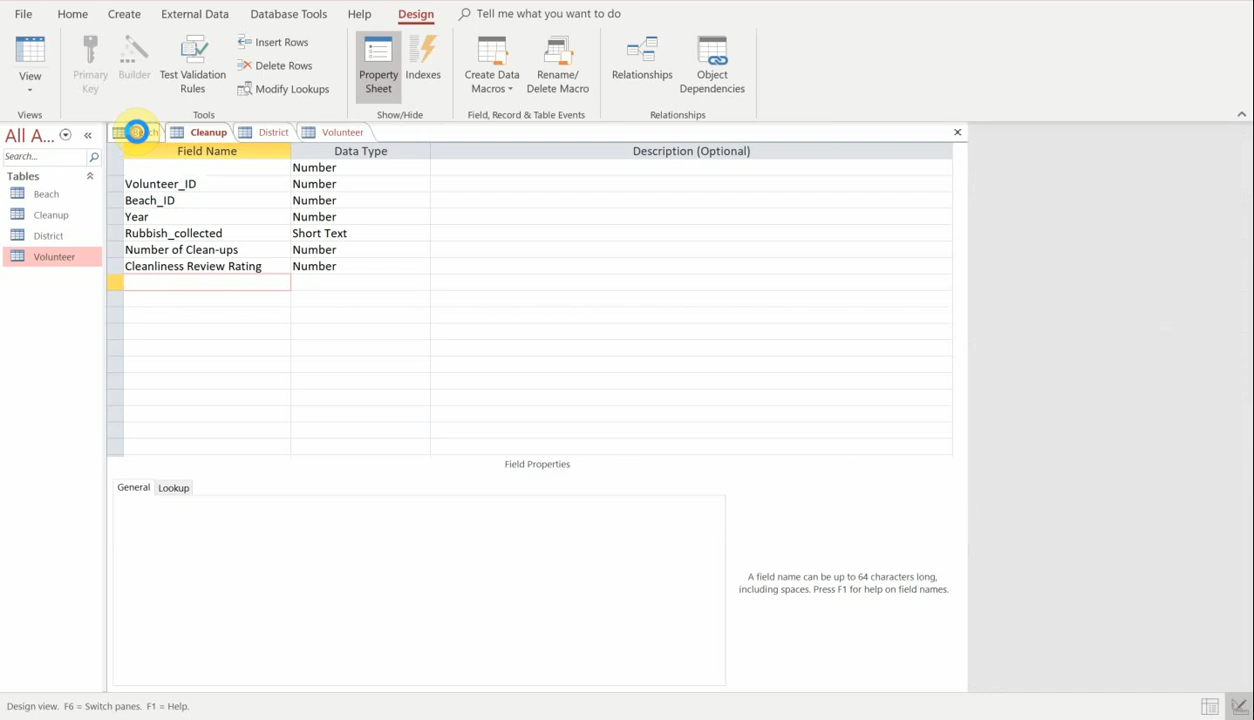 File Home Create External Data Database Tools Help Design Tell me what you want to do
View
Primary Key
Builder
Test Validation Rules
Insert Rows
Delete Rows
Modify Lookups
Property Sheet
Indexes
Create Data Macros
Rename/ Delete Macro
Relationships
Object Dependencies
Views Tools Show/Hide Field, Record & Table Events Relationships
All A...
Search...
Tables
Beach
Cleanup
District
Volunteer
Cleanup District Volunteer
Field Name Data Type Description (Optional)
Number
Volunteer_ID Number
Beach_ID Number
Year Number
Rubbish_collected Short Text
Number of Clean-ups Number
Cleanliness Review Rating Number
Field Properties
General Lookup
A field name can be up to 64 characters long,
including spaces. Press F1 for help on field names.
Design view. F6 = Switch panes. F1 = Help.